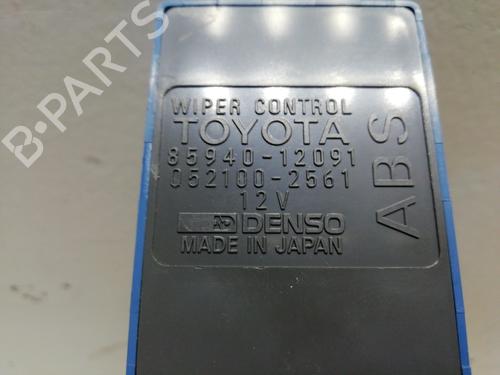 WIPER CONTROL
TOYOTA
85940-12091
052100-2561
12V
DENSO
MADE IN JAPAN
ABS
B-PARTS